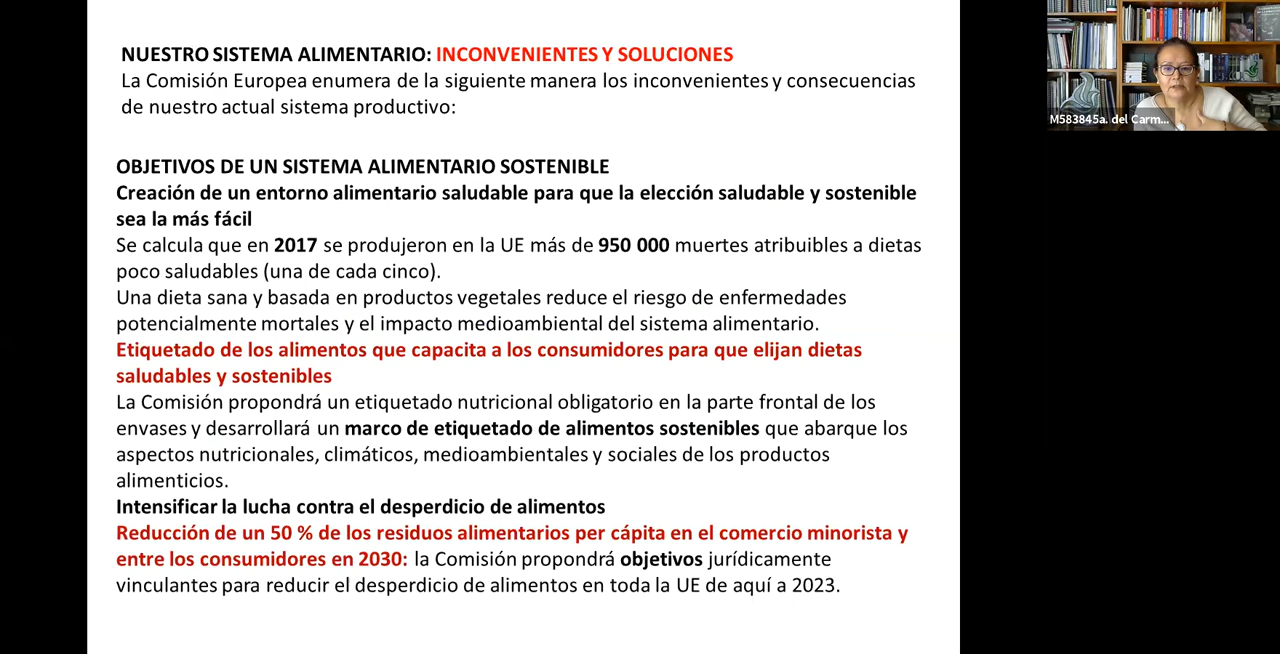 NUESTRO SISTEMA ALIMENTARIO: INCONVENIENTES Y SOLUCIONES
La Comisión Europea enumera de la siguiente manera los inconvenientes y consecuencias
de nuestro actual sistema productivo:
OBJETIVOS DE UN SISTEMA ALIMENTARIO SOSTENIBLE
Creación de un entorno alimentario saludable para que la elección saludable y sostenible
sea la más fácil
Se calcula que en 2017 se produjeron en la UE más de 950 000 muertes atribuibles a dietas
poco saludables (una de cada cinco).
Una dieta sana y basada en productos vegetales reduce el riesgo de enfermedades
potencialmente mortales y el impacto medioambiental del sistema alimentario.
Etiquetado de los alimentos que capacita a los consumidores para que elijan dietas
saludables y sostenibles
La Comisión propondrá un etiquetado nutricional obligatorio en la parte frontal de los
envases y desarrollará un marco de etiquetado de alimentos sostenibles que abarque los
aspectos nutricionales, climáticos, medioambientales y sociales de los productos
alimenticios.
Intensificar la lucha contra el desperdicio de alimentos
Reducción de un 50 % de los residuos alimentarios per cápita en el comercio minorista y
entre los consumidores en 2030: la Comisión propondrá objetivos jurídicamente
vinculantes para reducir el desperdicio de alimentos en toda la UE de aquí a 2023.
M583845a. del Carm...